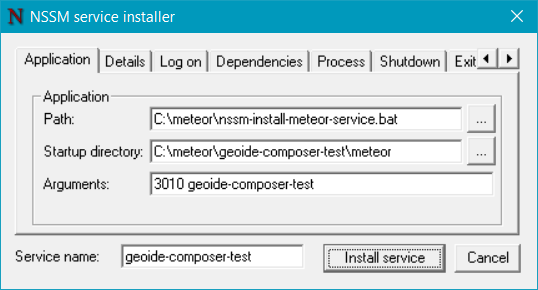 NSSM service installer
Application Details Log on Dependencies Process Shutdown Exit
Application
Path: C:\meteor\nssm-install-meteor-service.bat ...
Startup directory: C:\meteor\geoide-composer-test\meteor ...
Arguments: 3010 geoide-composer-test
Service name: geoide-composer-test Install service Cancel